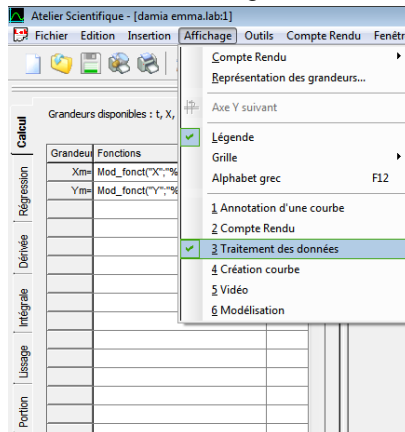 Atelier Scientifique - [damia emma.lab:1]
Fichier Edition Insertion Affichage Outils Compte Rendu Fenêtr
Compte Rendu
Représentation des grandeurs...
Axe Y suivant
Légende
Grille
Alphabet grec F12
1 Annotation d'une courbe
2 Compte Rendu
3 Traitement des données
4 Création courbe
5 Vidéo
6 Modélisation
Grandeurs disponibles : t, X,
Grandeur Fonctions
Xm= Mod_fonct("X";"%
Ym= Mod_fonct("Y";"%
Calcul
Régression
Dérivée
Intégrale
Lissage
Portion